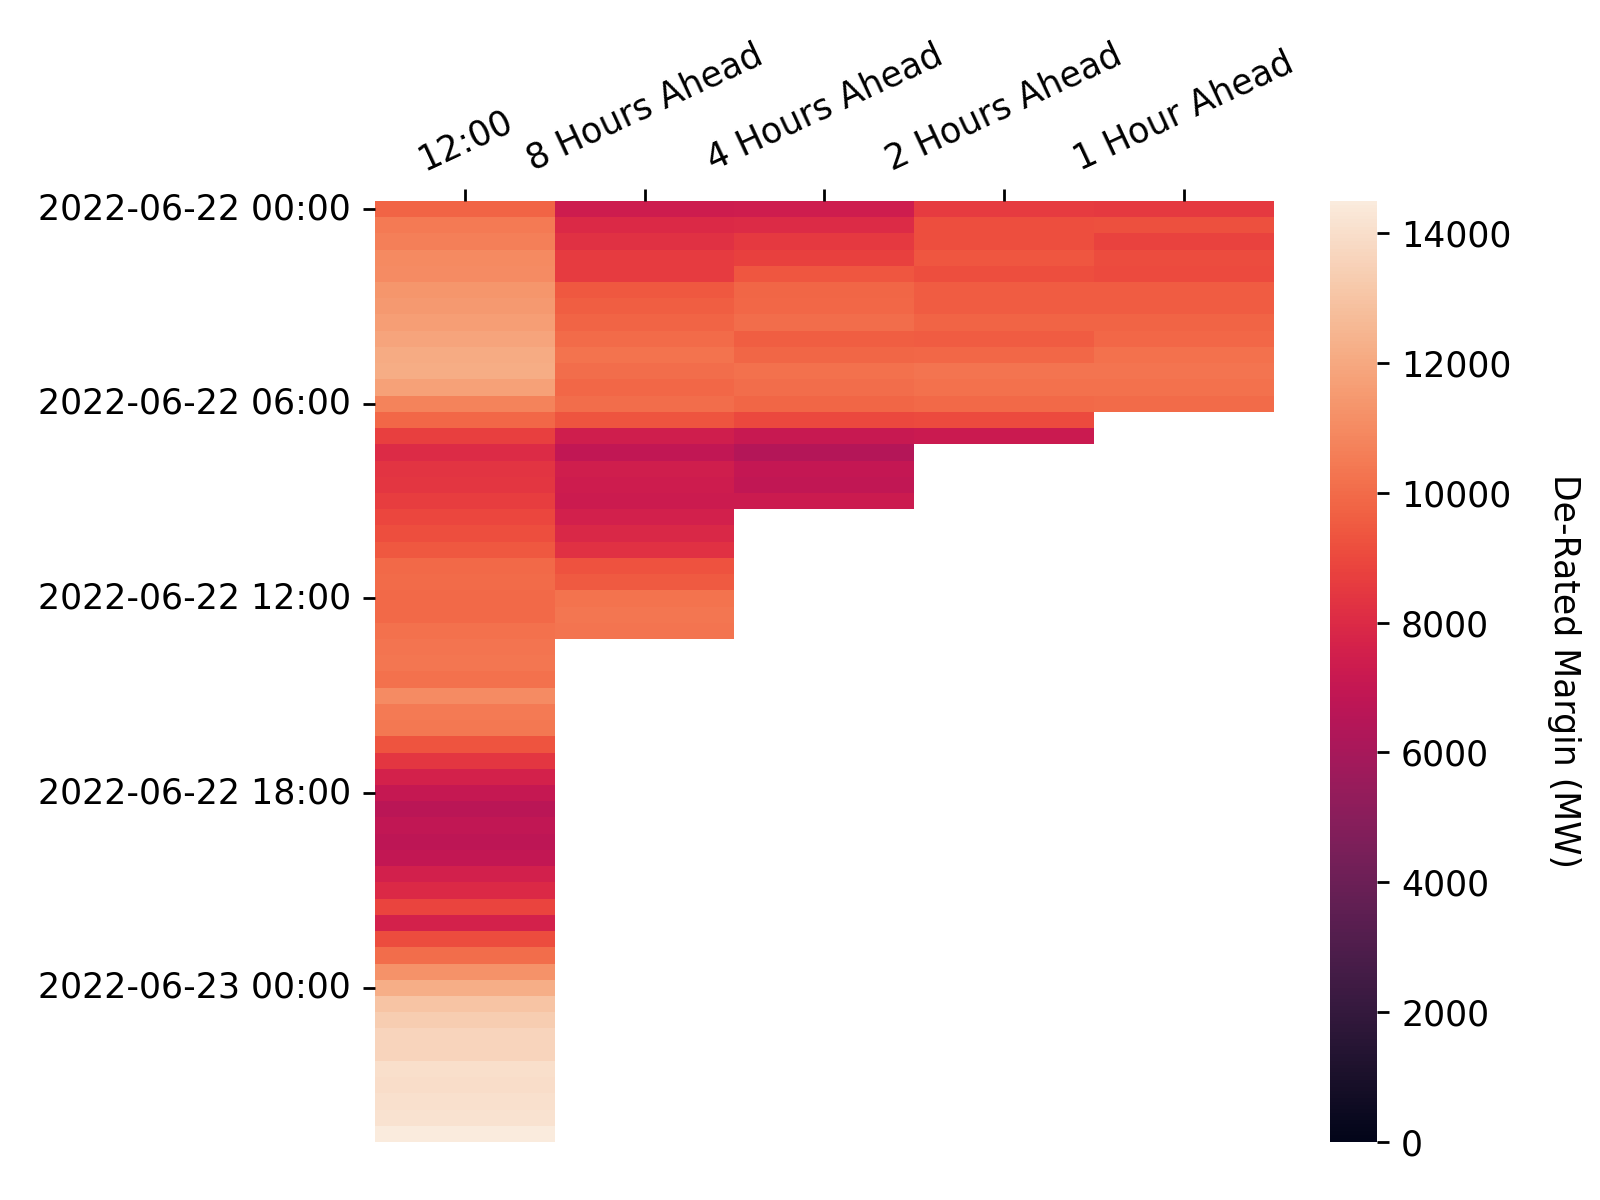 12:00
8 Hours Ahead
4 Hours Ahead
2 Hours Ahead
1 Hour Ahead
2022-06-22 00:00
2022-06-22 06:00
2022-06-22 12:00
2022-06-22 18:00
2022-06-23 00:00
14000
12000
10000
8000
6000
4000
2000
0
De-Rated Margin (MW)